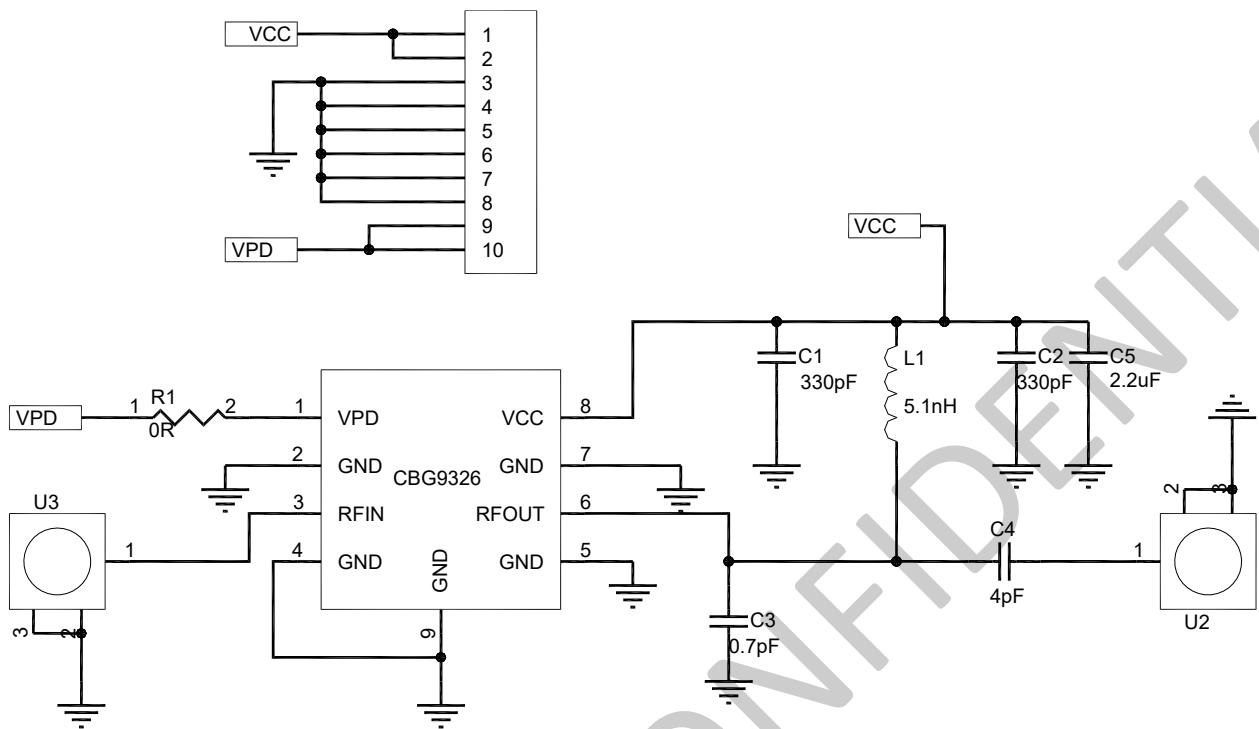 VCC
1
2
3
4
5
6
7
8
9
10
VPD
VCC
C1
330pF
L1
5.1nH
C2
330pF
C5
2.2uF
VPD
1
R1
0R
2
1
VPD
VCC
8
2
GND
GND
7
CBG9326
3
RFIN
RFOUT
6
4
GND
GND
5
GND
9
U3
1
3
2
C3
0.7pF
C4
4pF
1
2
3
U2
ONFIDENTIA